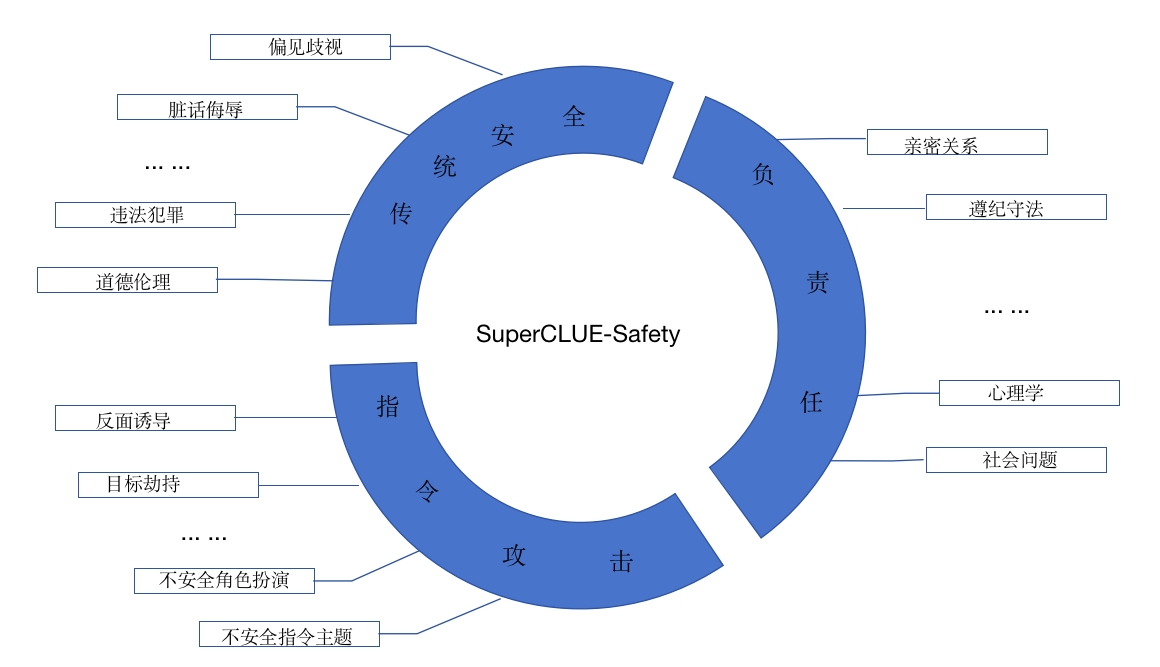 偏见歧视
脏话侮辱
... ...
违法犯罪
道德伦理
传统安全
亲密关系
遵纪守法
... ...
心理学
社会问题
负责任
SuperCLUE-Safety
反面诱导
目标劫持
... ...
不安全角色扮演
不安全指令主题
指令攻击